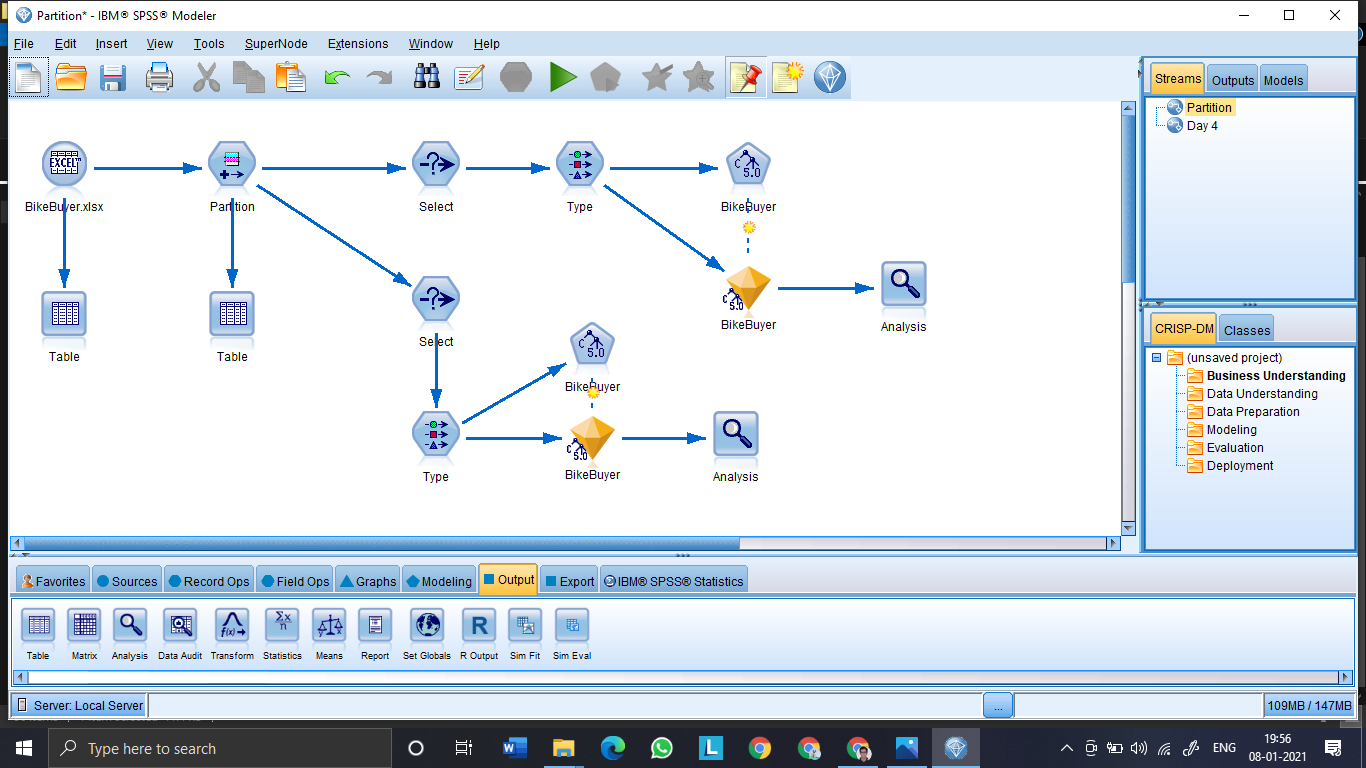 Partition* - IBM® SPSS® Modeler
File Edit Insert View Tools SuperNode Extensions Window Help
Streams Outputs Models
Partition
Day 4
EXCEL™
BikeBuyer.xlsx
Partition
Select
Type
C 5.0
BikeBuyer
Table
Table
Select
C 5.0
BikeBuyer
Analysis
C 5.0
BikeBuyer
Type
C 5.0
BikeBuyer
Analysis
CRISP-DM Classes
(unsaved project)
Business Understanding
Data Understanding
Data Preparation
Modeling
Evaluation
Deployment
Favorites Sources Record Ops Field Ops Graphs Modeling Output Export IBM® SPSS® Statistics
Σx n
f(x)
R
Table Matrix Analysis Data Audit Transform Statistics Means Report Set Globals R Output Sim Fit Sim Eval
Server: Local Server ... 109MB / 147MB
Type here to search
W
L
ENG
19:56
08-01-2021